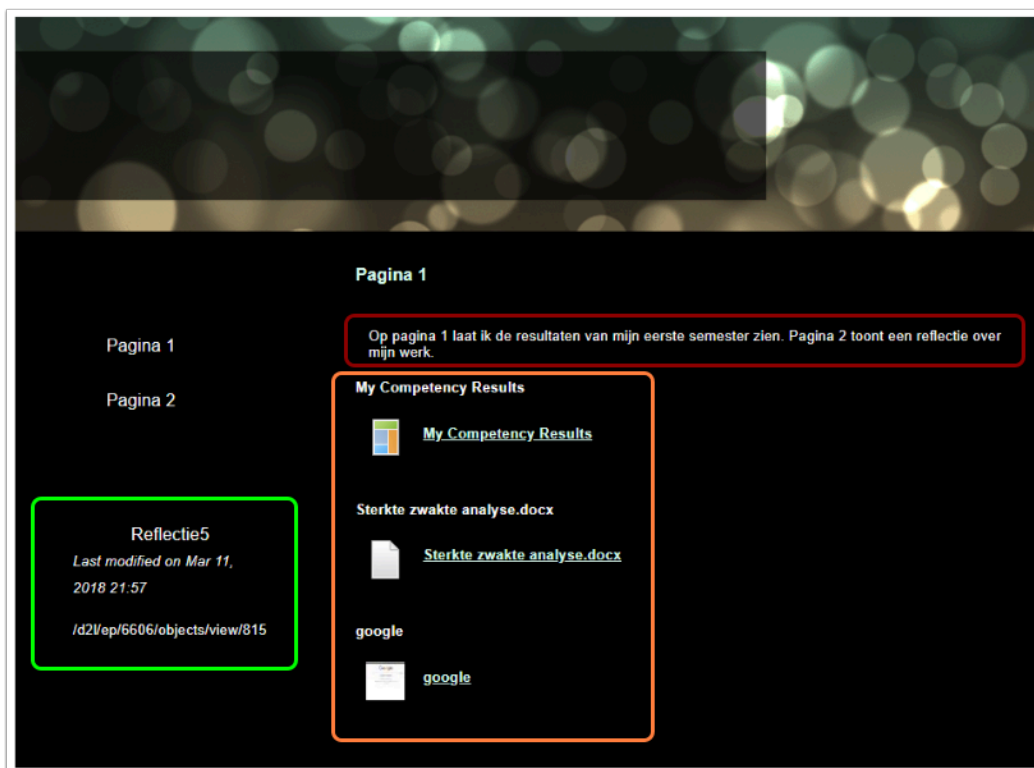 Pagina 1
Pagina 2
Reflectie5
Last modified on Mar 11,
2018 21:57
/d2l/ep/6606/objects/view/815
Pagina 1
Op pagina 1 laat ik de resultaten van mijn eerste semester zien. Pagina 2 toont een reflectie over
mijn werk.
My Competency Results
My Competency Results
Sterkte zwakte analyse.docx
Sterkte zwakte analyse.docx
google
google